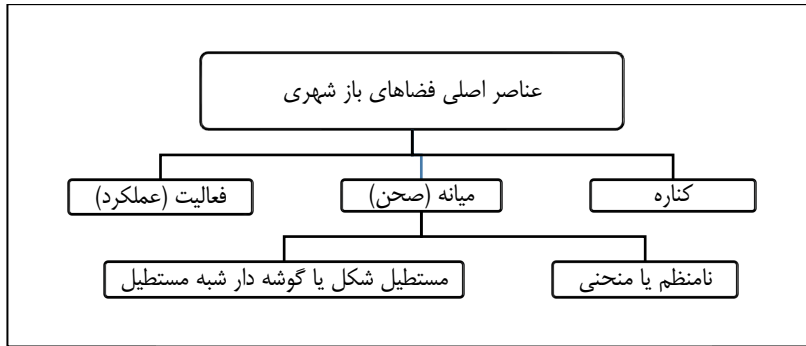 عناصر اصلی فضاهای باز شهری
کناره
میانه (صحن)
فعالیت (عملکرد)
نامنظم یا منحنی
مستطیل شکل یا گوشه دار شبه مستطیل